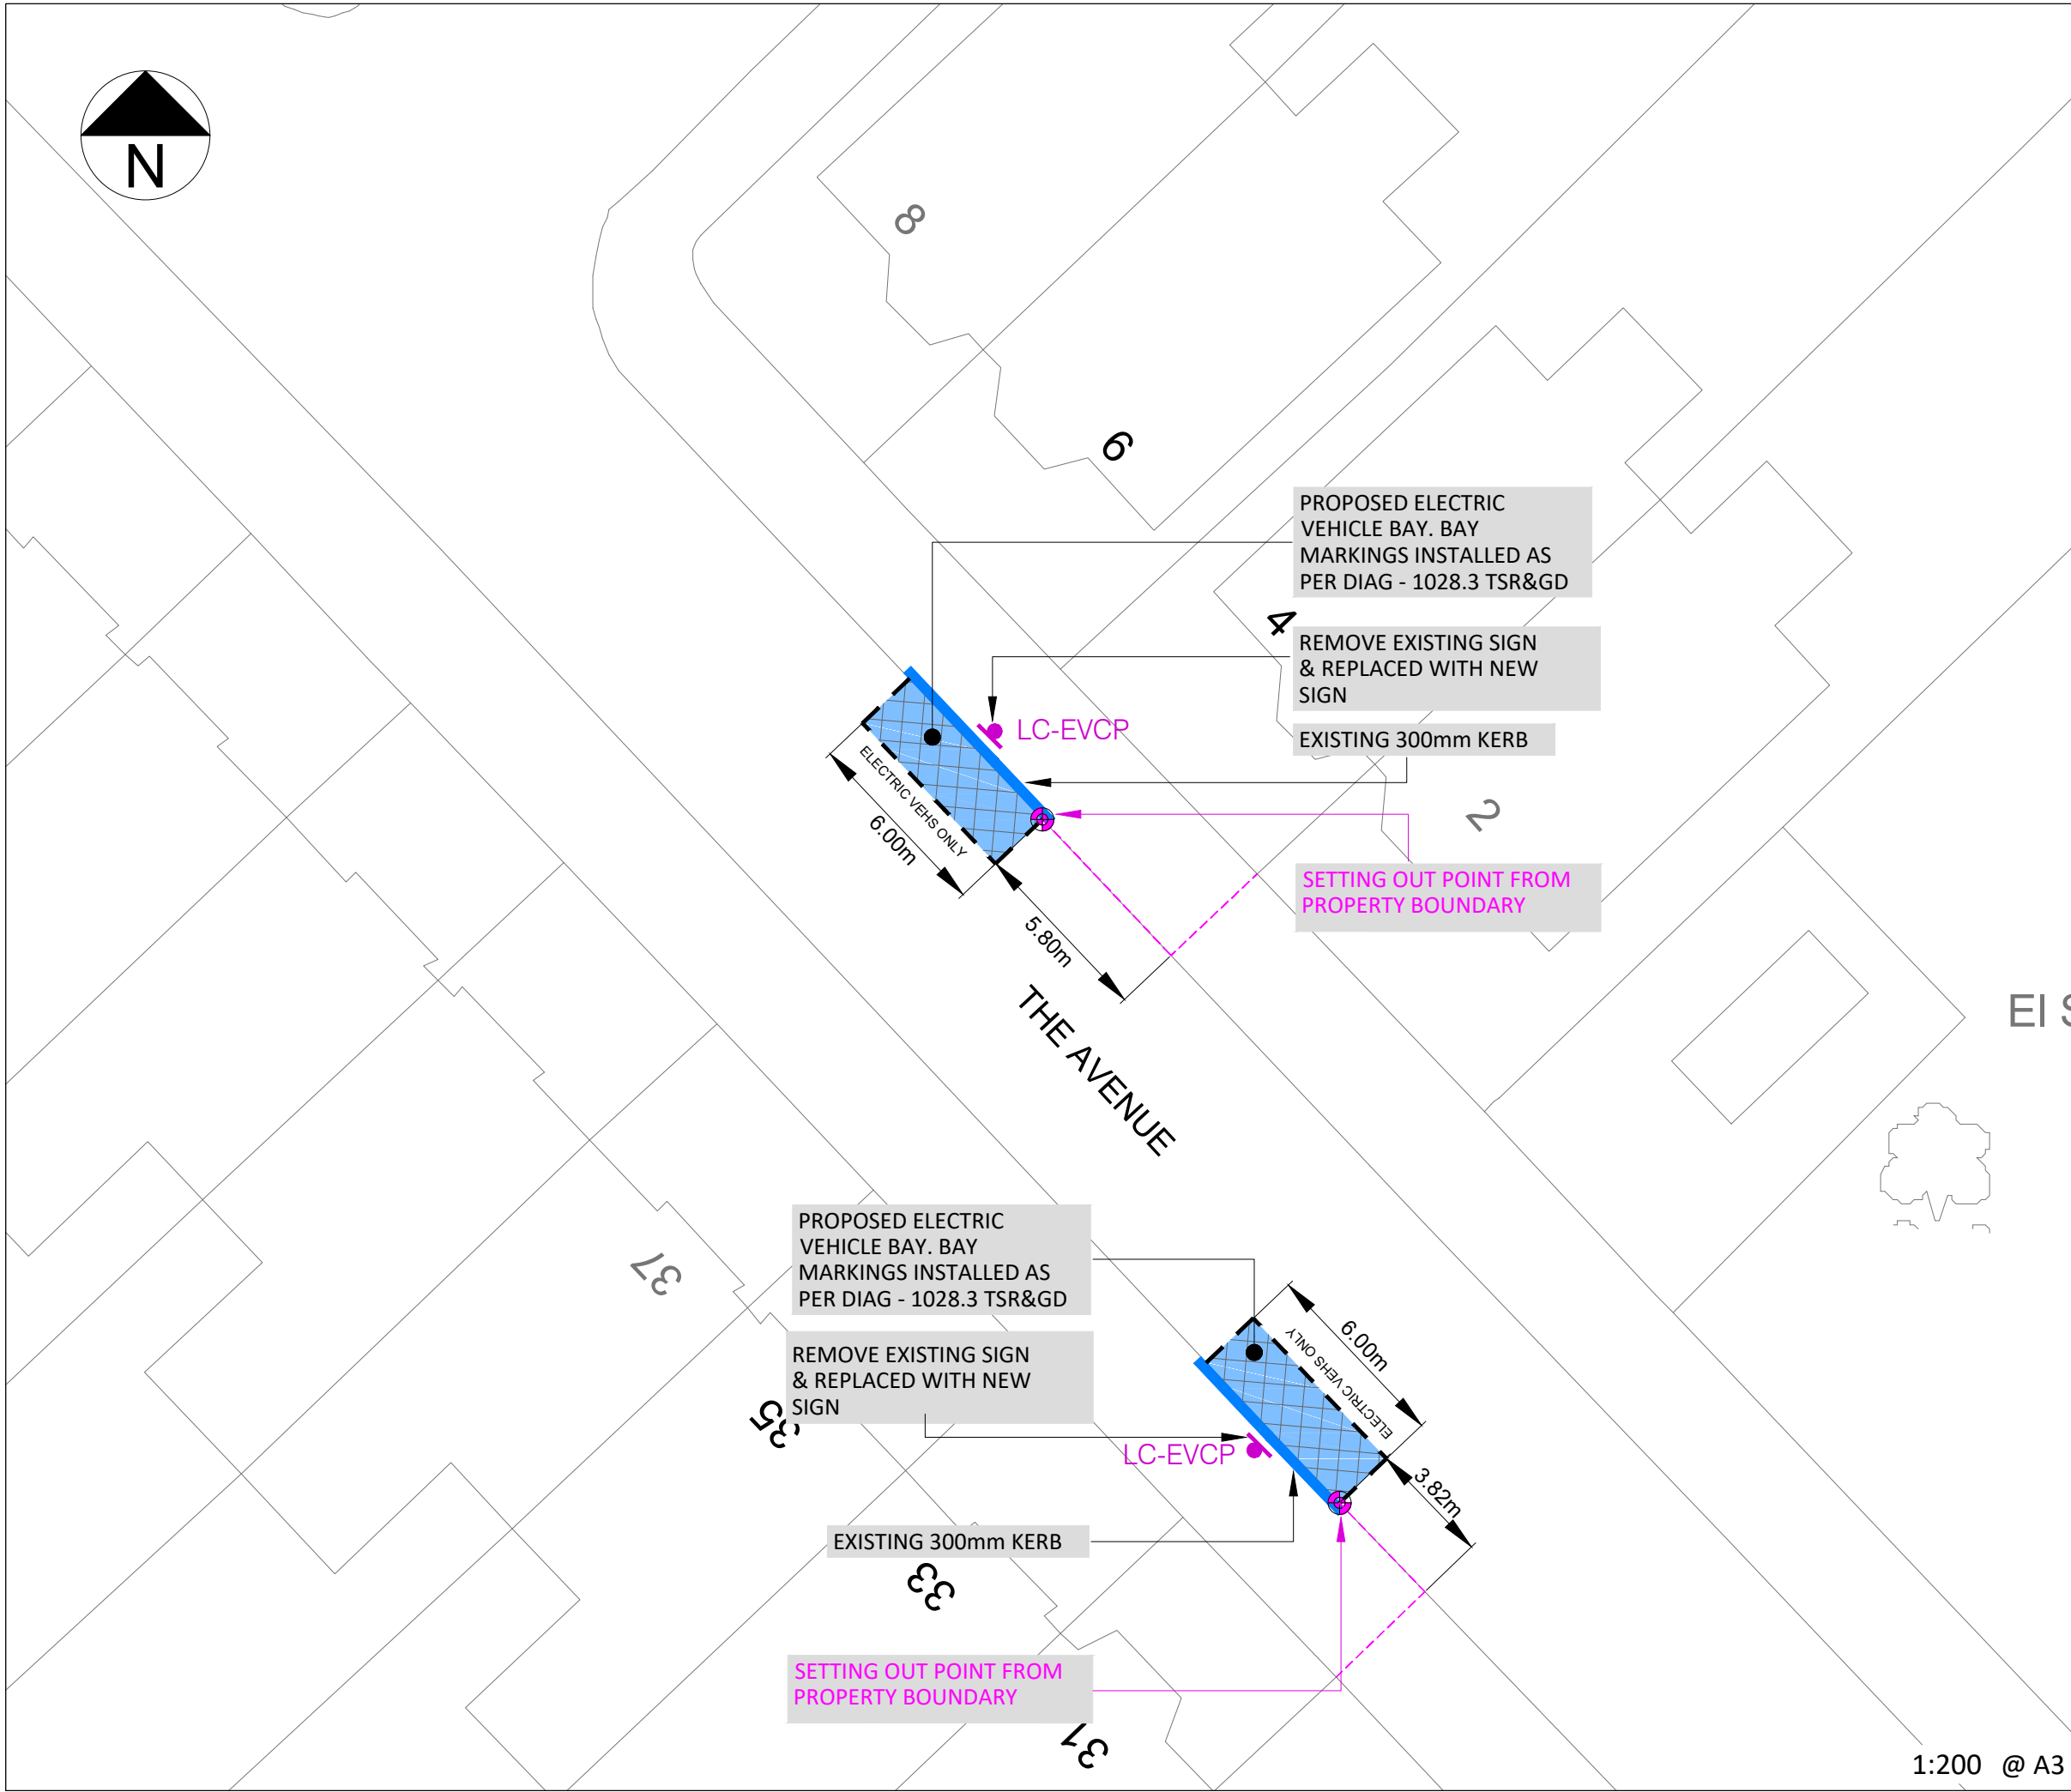 N
8
6
PROPOSED ELECTRIC
VEHICLE BAY. BAY
MARKINGS INSTALLED AS
PER DIAG - 1028.3 TSR&GD
4
REMOVE EXISTING SIGN
& REPLACED WITH NEW
SIGN
LC-EVCP
EXISTING 300mm KERB
ELECTRIC VEHS ONLY
6.00m
2
SETTING OUT POINT FROM
PROPERTY BOUNDARY
5.80m
THE AVENUE
El S
37
PROPOSED ELECTRIC
VEHICLE BAY. BAY
MARKINGS INSTALLED AS
PER DIAG - 1028.3 TSR&GD
6.00m
ELECTRIC VEHS ONLY
REMOVE EXISTING SIGN
& REPLACED WITH NEW
SIGN
35
LC-EVCP
3.82m
EXISTING 300mm KERB
33
SETTING OUT POINT FROM
PROPERTY BOUNDARY
31
1:200 @ A3